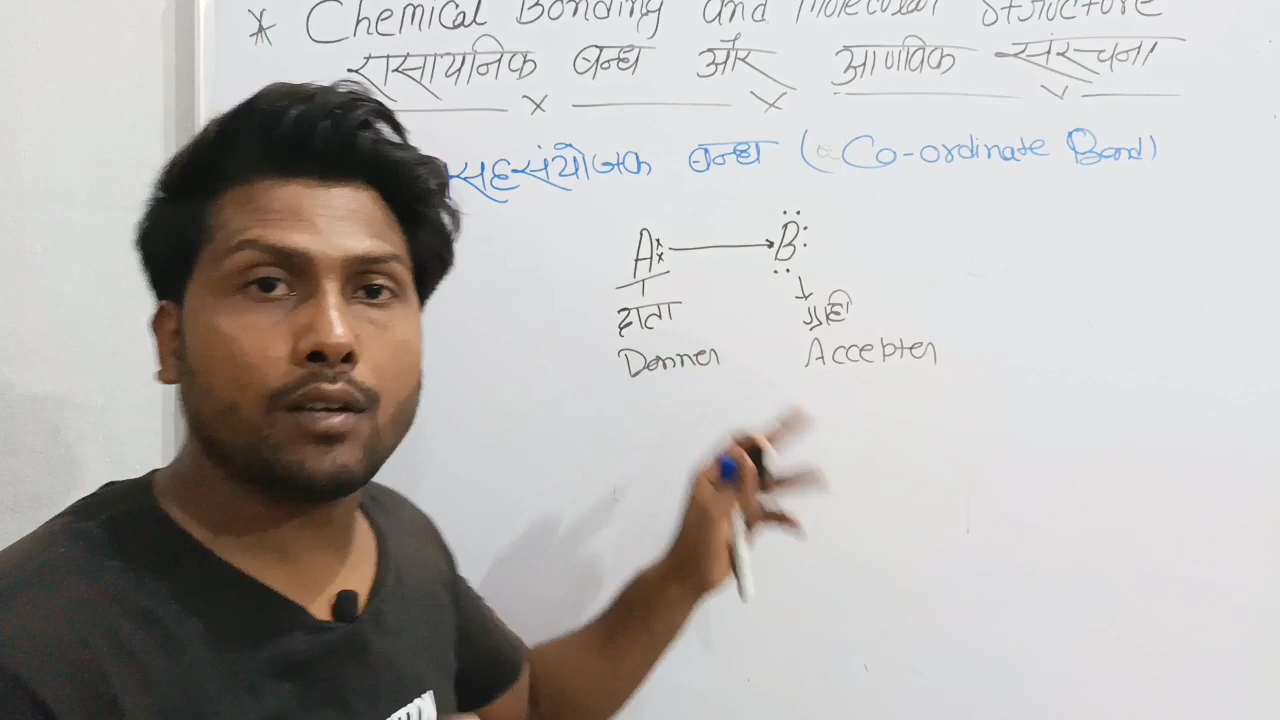 * Chemical Bonding and Molecular Structure
रासायनिक बन्ध और आणविक संरचना
सहसंयोजक बन्ध (Co-ordinate Bond)
A → B
दाता ग्राही
Donner Accepter